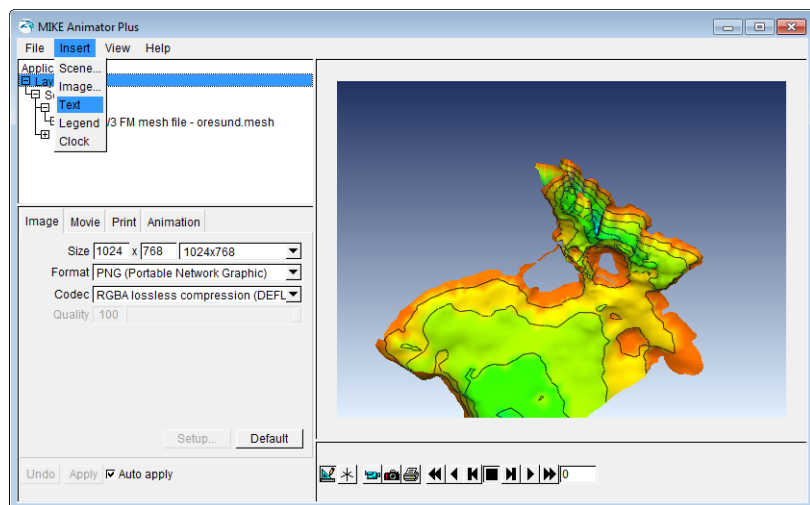 MIKE Animator Plus
File Insert View Help
Applic
Scene...
Lay
Image...
S
Text
Legend
/3 FM mesh file - oresund.mesh
Clock
Image Movie Print Animation
Size 1024 x 768 1024x768
Format PNG (Portable Network Graphic)
Codec RGBA lossless compression (DEFL
Quality 100
Setup... Default
Undo Apply Auto apply
0